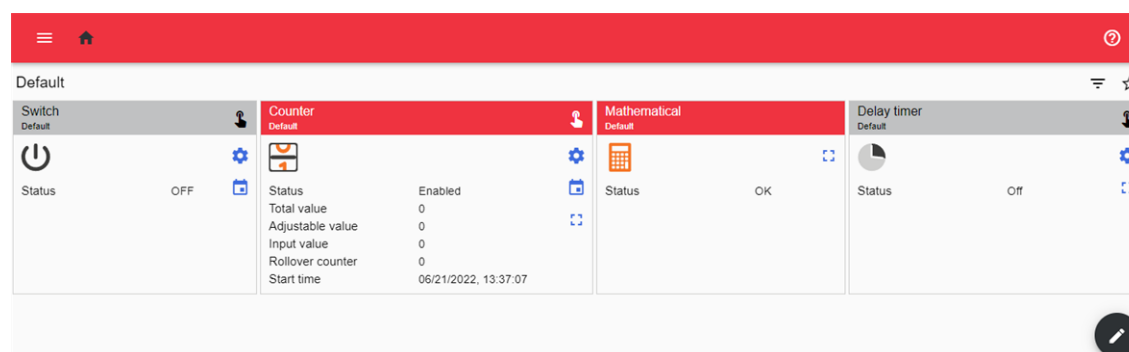 Default
Switch
Default
Status OFF
Counter
Default
Status Enabled
Total value 0
Adjustable value 0
Input value 0
Rollover counter 0
Start time 06/21/2022, 13:37:07
Mathematical
Default
Status OK
Delay timer
Default
Status Off